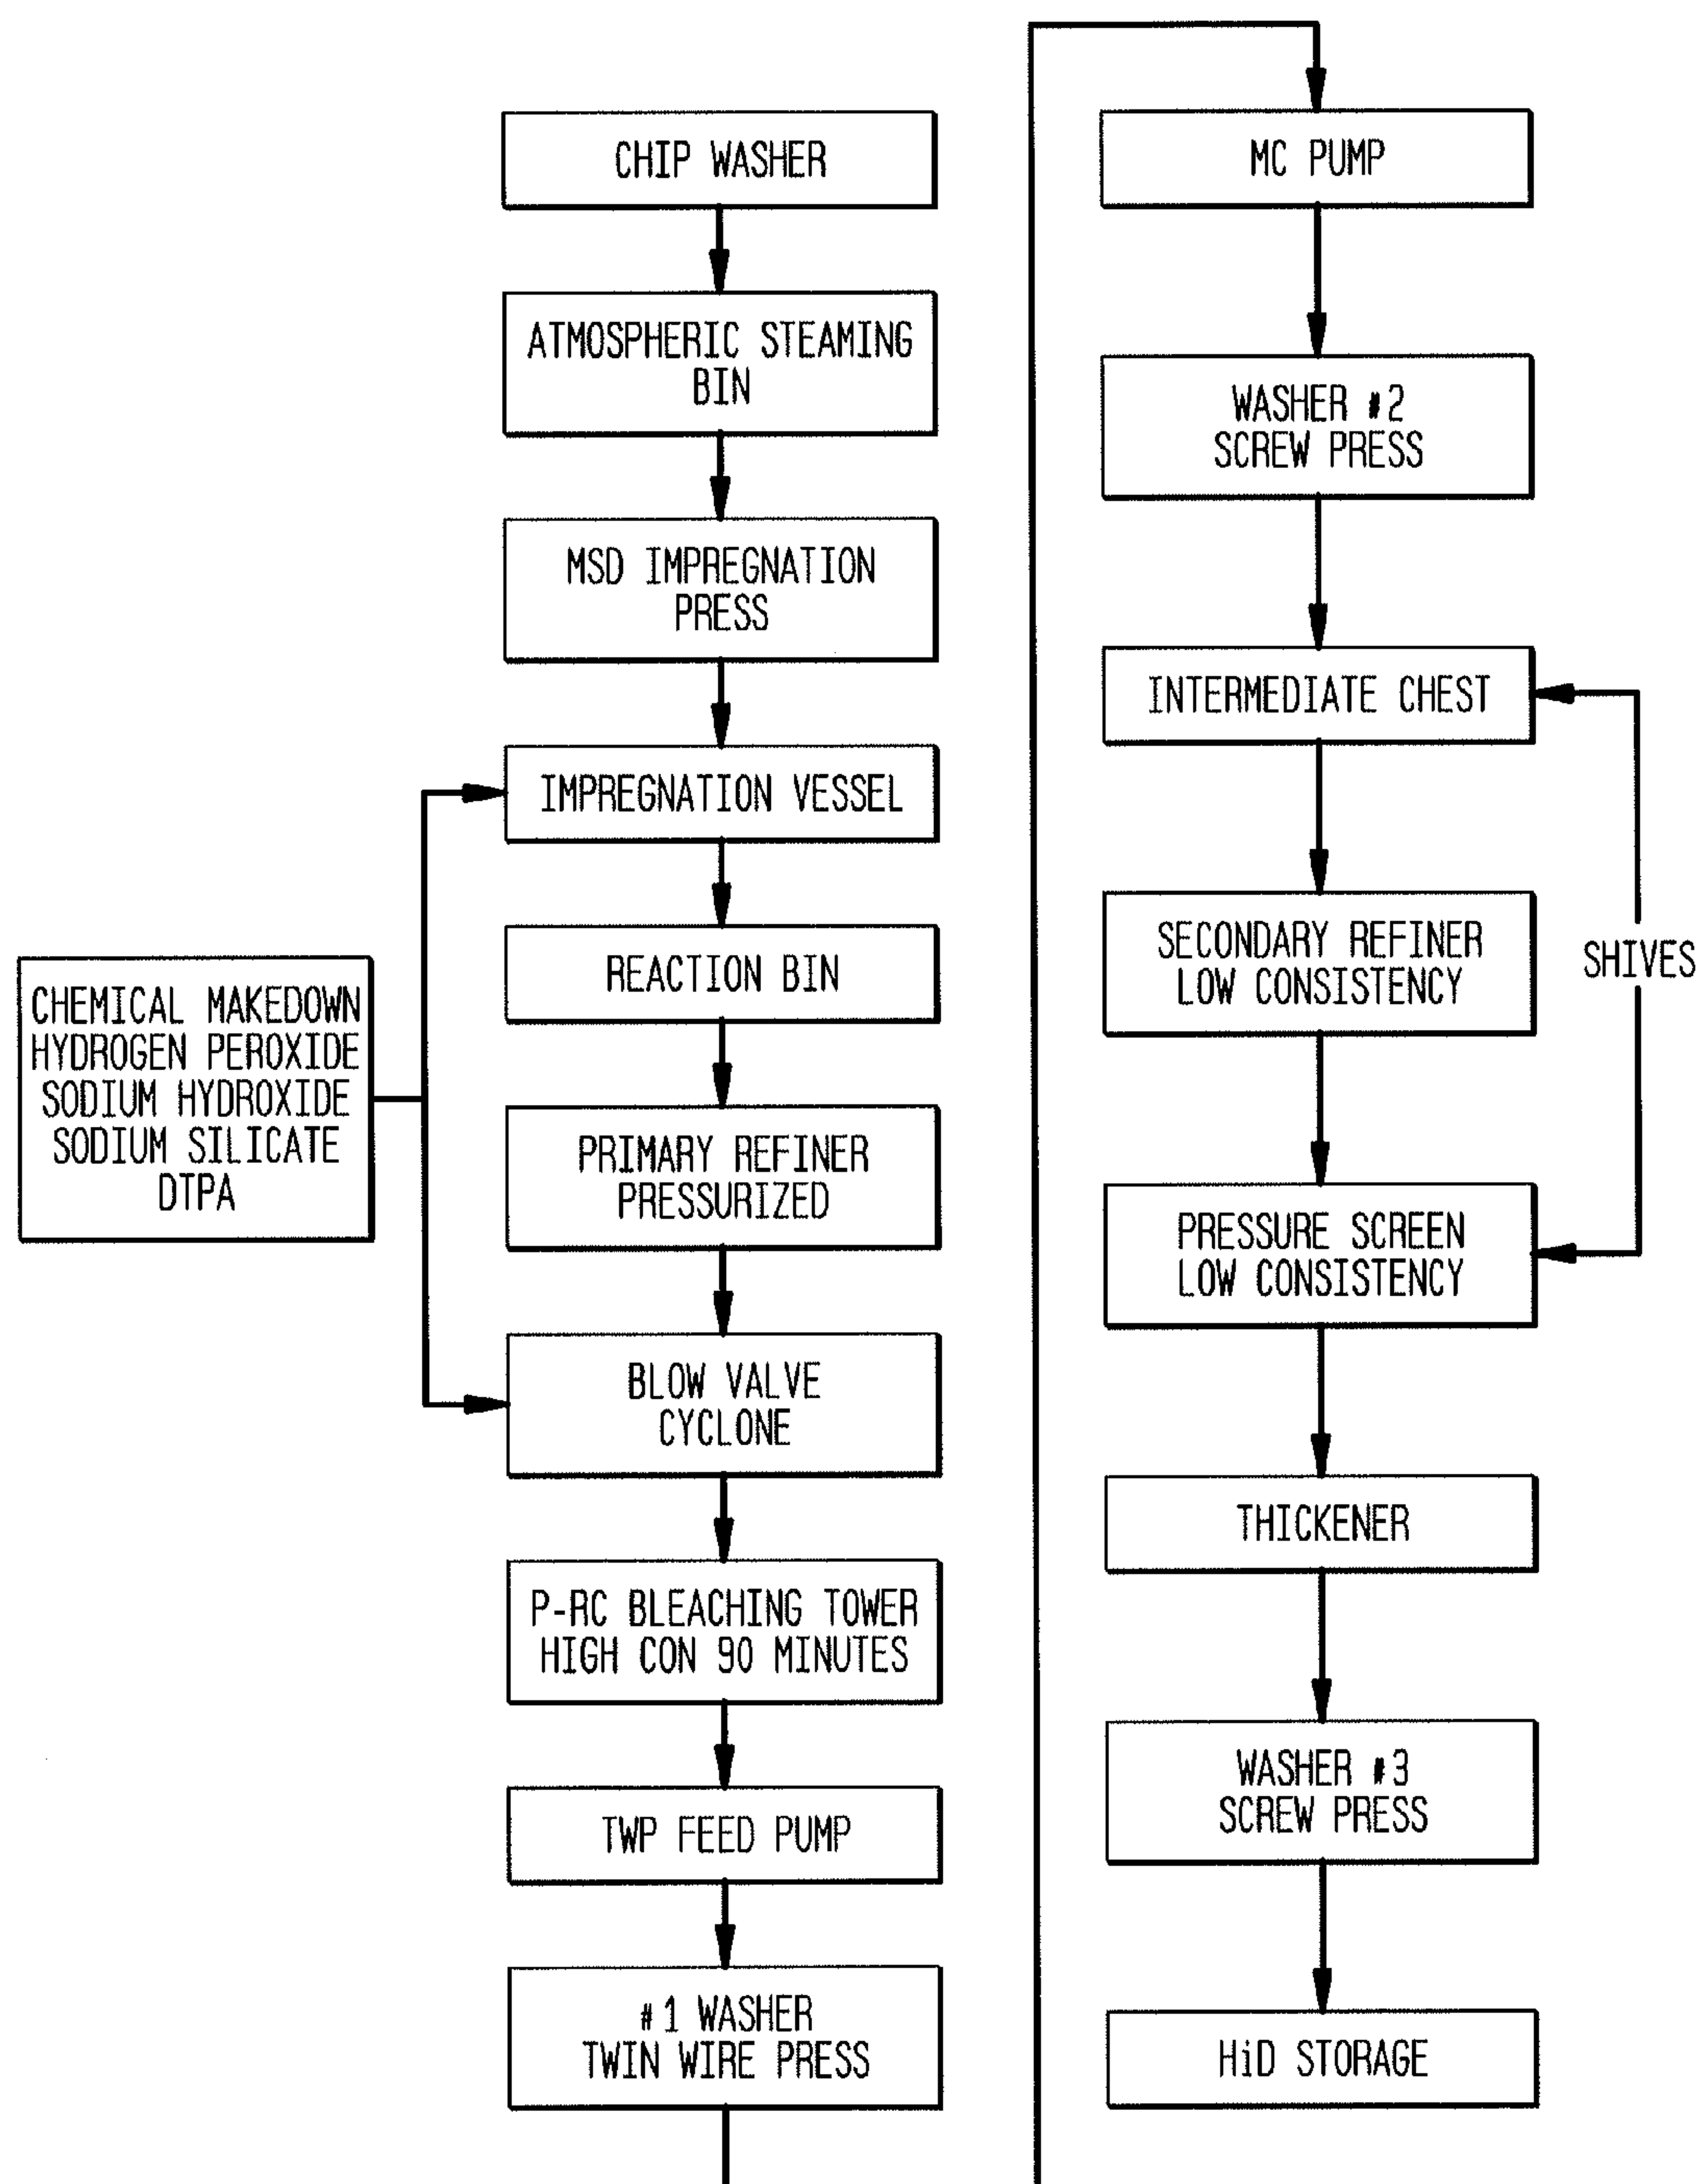 CHIP WASHER
ATMOSPHERIC STEAMING
BIN
MSD IMPREGNATION
PRESS
IMPREGNATION VESSEL
REACTION BIN
CHEMICAL MAKEDOWN
HYDROGEN PEROXIDE
SODIUM HYDROXIDE
SODIUM SILICATE
DTPA
PRIMARY REFINER
PRESSURIZED
BLOW VALVE
CYCLONE
P-RC BLEACHING TOWER
HIGH CON 90 MINUTES
TWP FEED PUMP
#1 WASHER
TWIN WIRE PRESS
MC PUMP
WASHER #2
SCREW PRESS
INTERMEDIATE CHEST
SECONDARY REFINER
LOW CONSISTENCY
SHIVES
PRESSURE SCREEN
LOW CONSISTENCY
THICKENER
WASHER #3
SCREW PRESS
HiD STORAGE